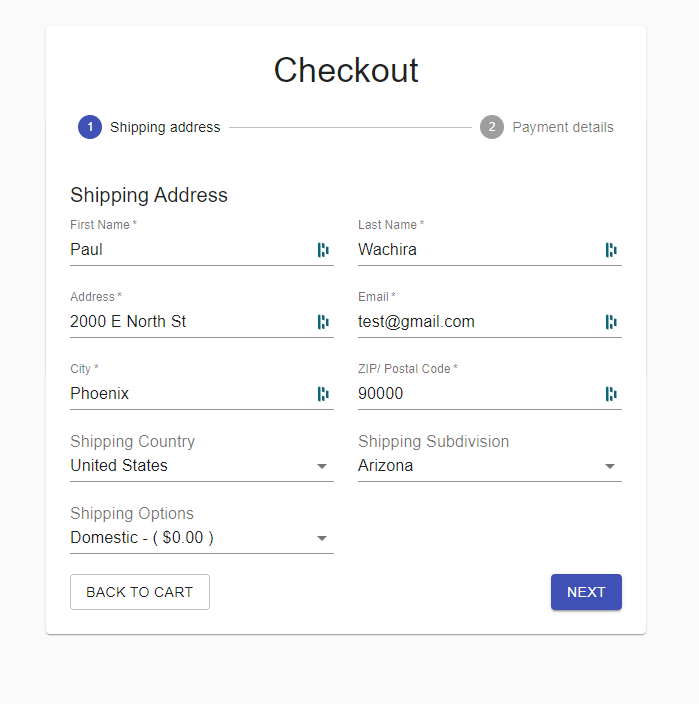 Checkout
1 Shipping address 2 Payment details
Shipping Address
First Name * Last Name *
Paul Wachira
Address * Email *
2000 E North St test@gmail.com
City * ZIP/ Postal Code *
Phoenix 90000
Shipping Country Shipping Subdivision
United States Arizona
Shipping Options
Domestic - ( $0.00 )
BACK TO CART NEXT